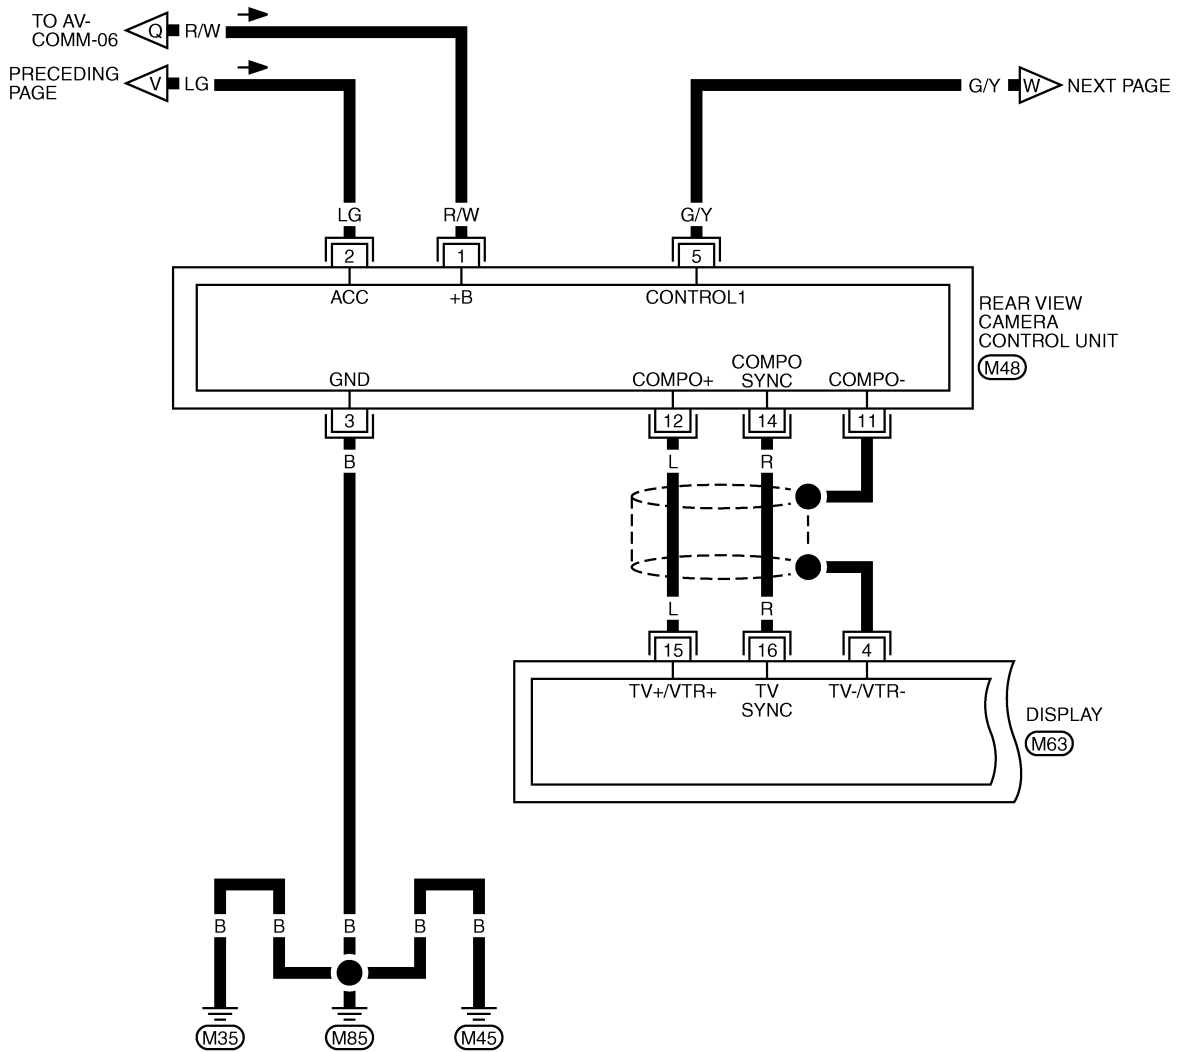 TO AV-
COMM-06
Q
R/W
PRECEDING
PAGE
V
LG
G/Y
W
NEXT PAGE
LG
R/W
G/Y
2
1
5
ACC
+B
CONTROL1
REAR VIEW
CAMERA
CONTROL UNIT
M48
GND
COMPO+
COMPO
SYNC
COMPO-
3
12
14
11
B
L
R
L
R
15
16
4
TV+/VTR+
TV
SYNC
TV-/VTR-
DISPLAY
M63
B
B
B
B
B
M35
M85
M45